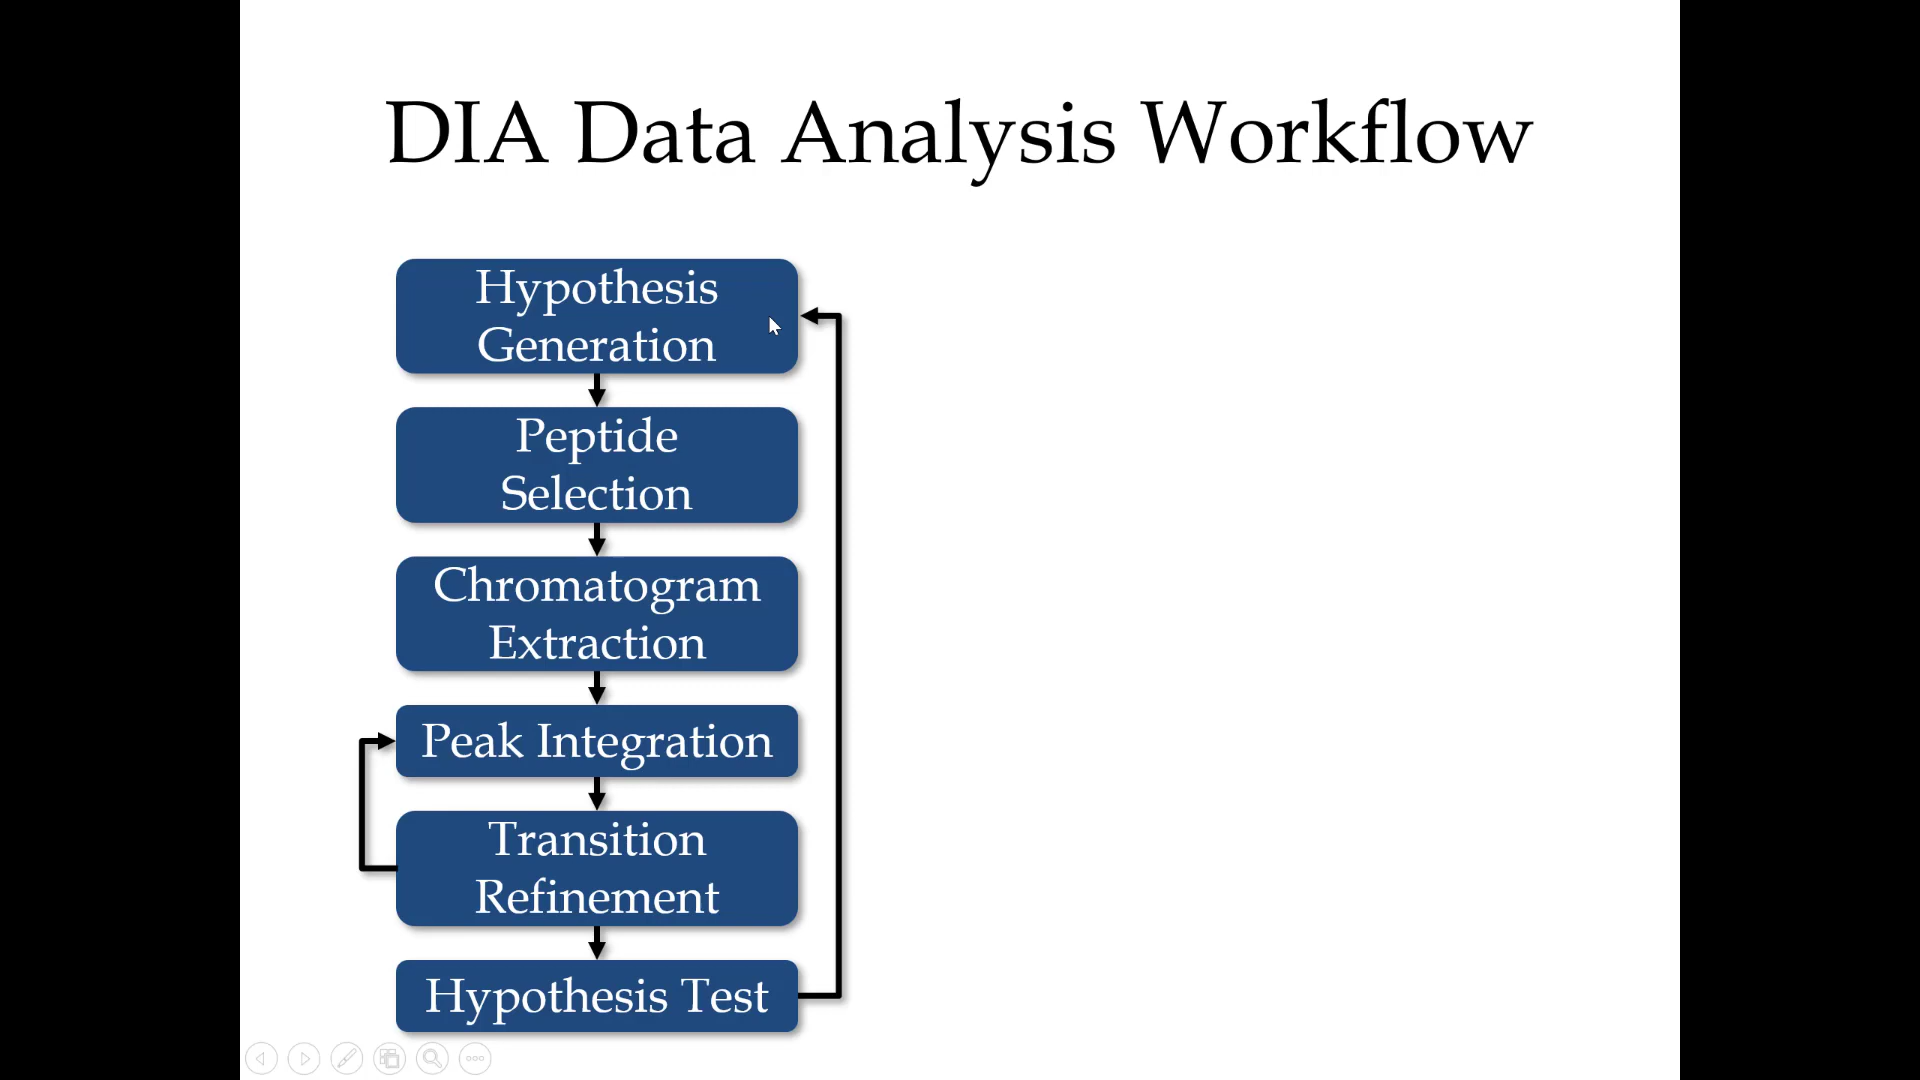 DIA Data Analysis Workflow
Hypothesis
Generation
Peptide
Selection
Chromatogram
Extraction
Peak Integration
Transition
Refinement
Hypothesis Test